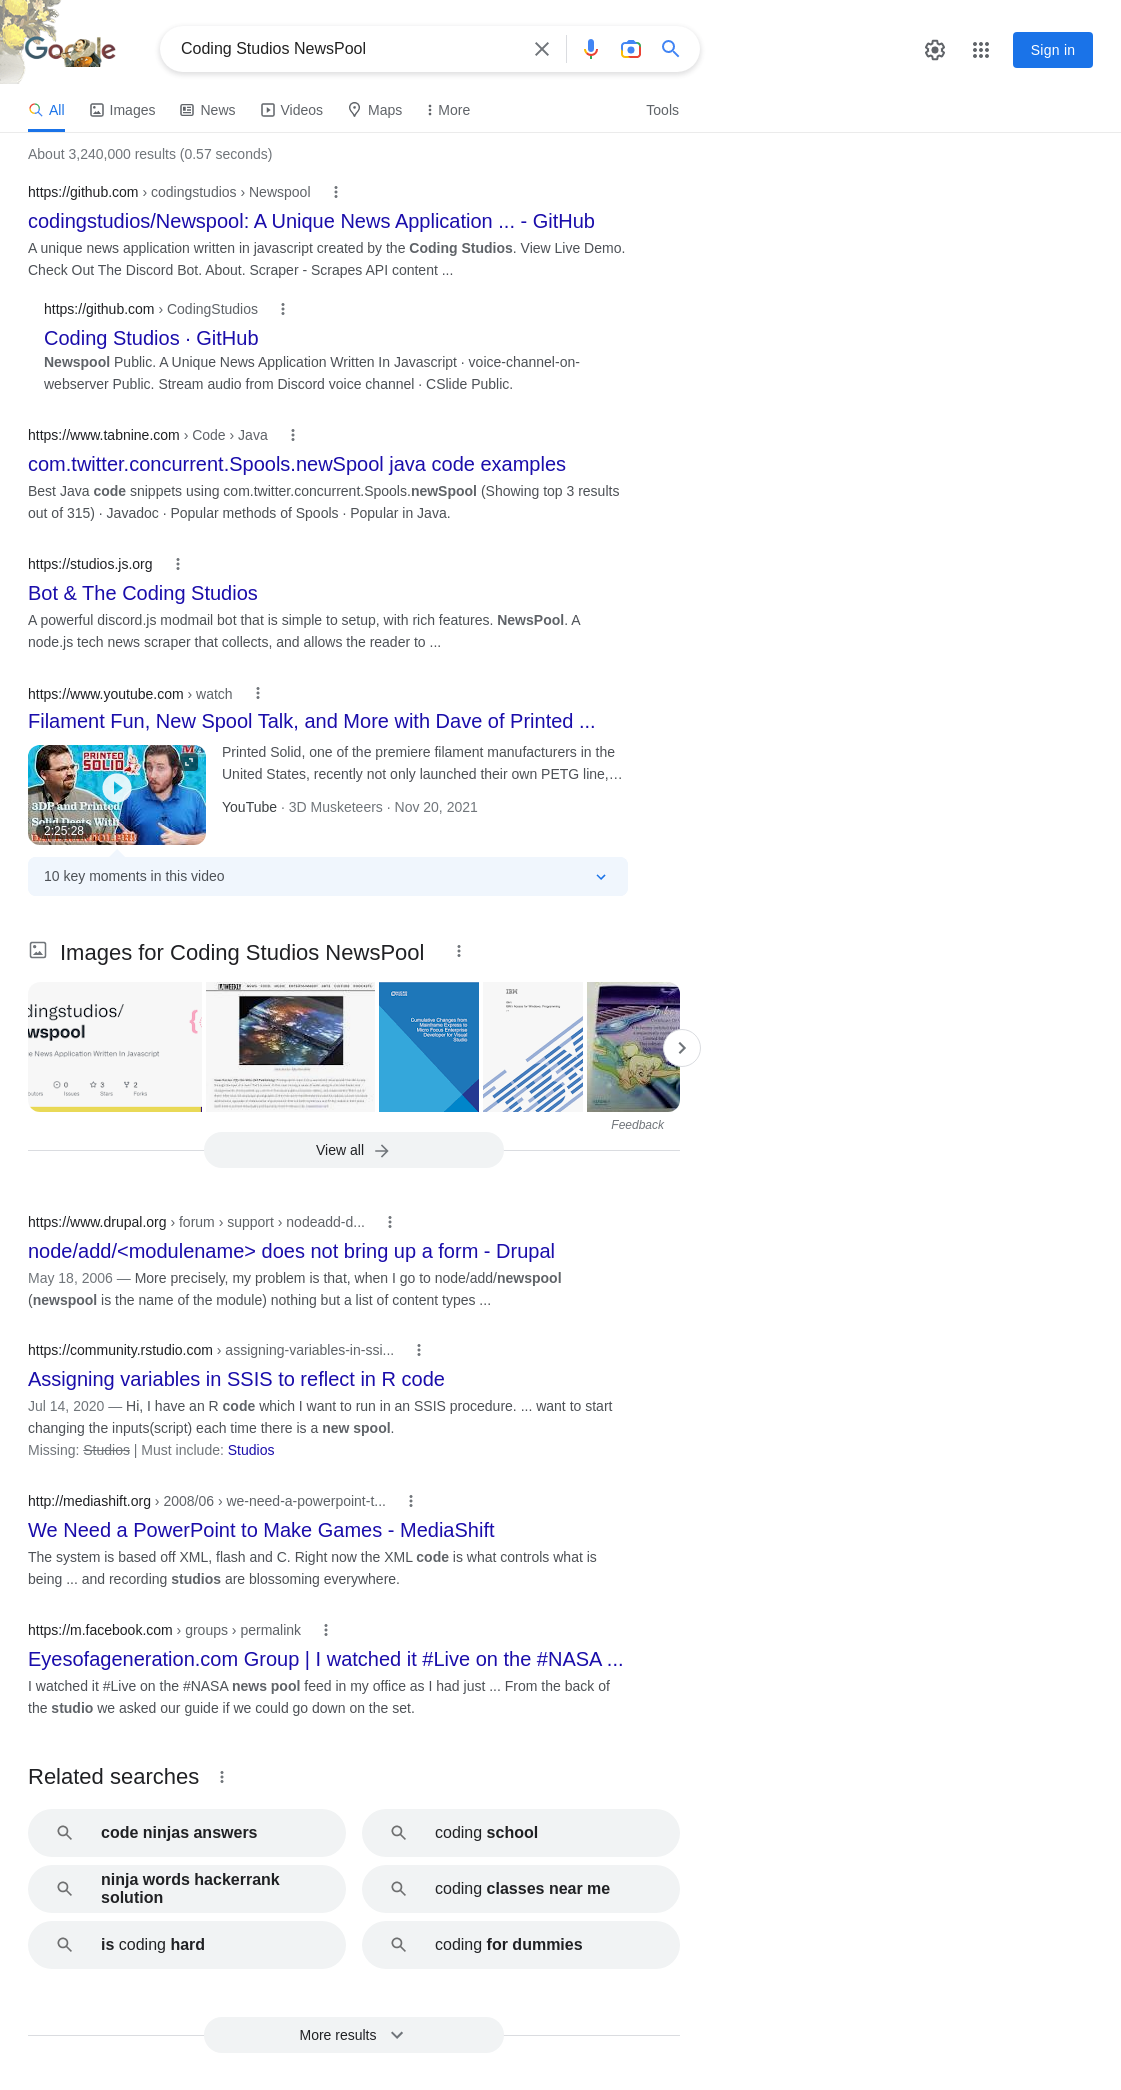 Google
Coding Studios NewsPool
Sign in
All
Images
News
Videos
Maps
More
Tools
About 3,240,000 results (0.57 seconds)
https://github.com › codingstudios › Newspool
codingstudios/Newspool: A Unique News Application ... - GitHub
A unique news application written in javascript created by the Coding Studios. View Live Demo.
Check Out The Discord Bot. About. Scraper - Scrapes API content ...
https://github.com › CodingStudios
Coding Studios · GitHub
Newspool Public. A Unique News Application Written In Javascript · voice-channel-on-
webserver Public. Stream audio from Discord voice channel · CSlide Public.
https://www.tabnine.com › Code › Java
com.twitter.concurrent.Spools.newSpool java code examples
Best Java code snippets using com.twitter.concurrent.Spools.newSpool (Showing top 3 results
out of 315) · Javadoc · Popular methods of Spools · Popular in Java.
https://studios.js.org
Bot & The Coding Studios
A powerful discord.js modmail bot that is simple to setup, with rich features. NewsPool. A
node.js tech news scraper that collects, and allows the reader to ...
https://www.youtube.com › watch
Filament Fun, New Spool Talk, and More with Dave of Printed ...
PRINTED
SOLID
3DP and Printed
Solid Deets With
2:25:28
Printed Solid, one of the premiere filament manufacturers in the
United States, recently not only launched their own PETG line,…
YouTube · 3D Musketeers · Nov 20, 2021
10 key moments in this video
Images for Coding Studios NewsPool
dingstudios/
wspool
e News Application Written In Javascript
0
3
2
Issues
Stars
Forks
WEEKLY
NEWS FOOD MUSIC ENTERTAINMENT ARTS CULTURE PODCASTS
Cumulative Changes from
Mainframe Express to
Micro Focus Enterprise
Developer for Visual
Studio
IBM
Feedback
View all
https://www.drupal.org › forum › support › nodeadd-d...
node/add/<modulename> does not bring up a form - Drupal
May 18, 2006 — More precisely, my problem is that, when I go to node/add/newspool
(newspool is the name of the module) nothing but a list of content types ...
https://community.rstudio.com › assigning-variables-in-ssi...
Assigning variables in SSIS to reflect in R code
Jul 14, 2020 — Hi, I have an R code which I want to run in an SSIS procedure. ... want to start
changing the inputs(script) each time there is a new spool.
Missing: Studios | Must include: Studios
http://mediashift.org › 2008/06 › we-need-a-powerpoint-t...
We Need a PowerPoint to Make Games - MediaShift
The system is based off XML, flash and C. Right now the XML code is what controls what is
being ... and recording studios are blossoming everywhere.
https://m.facebook.com › groups › permalink
Eyesofageneration.com Group | I watched it #Live on the #NASA ...
I watched it #Live on the #NASA news pool feed in my office as I had just ... From the back of
the studio we asked our guide if we could go down on the set.
Related searches
code ninjas answers
coding school
ninja words hackerrank
solution
coding classes near me
is coding hard
coding for dummies
More results